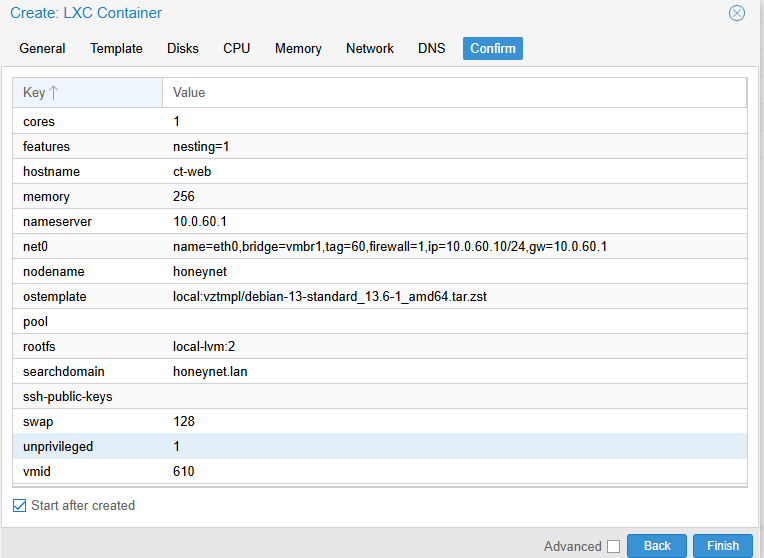 Create: LXC Container
General Template Disks CPU Memory Network DNS Confirm
Key Value
cores 1
features nesting=1
hostname ct-web
memory 256
nameserver 10.0.60.1
net0 name=eth0,bridge=vmbr1,tag=60,firewall=1,ip=10.0.60.10/24,gw=10.0.60.1
nodename honeynet
ostemplate local:vztmpl/debian-13-standard_13.6-1_amd64.tar.zst
pool
rootfs local-lvm:2
searchdomain honeynet.lan
ssh-public-keys
swap 128
unprivileged 1
vmid 610
Start after created
Advanced Back Finish